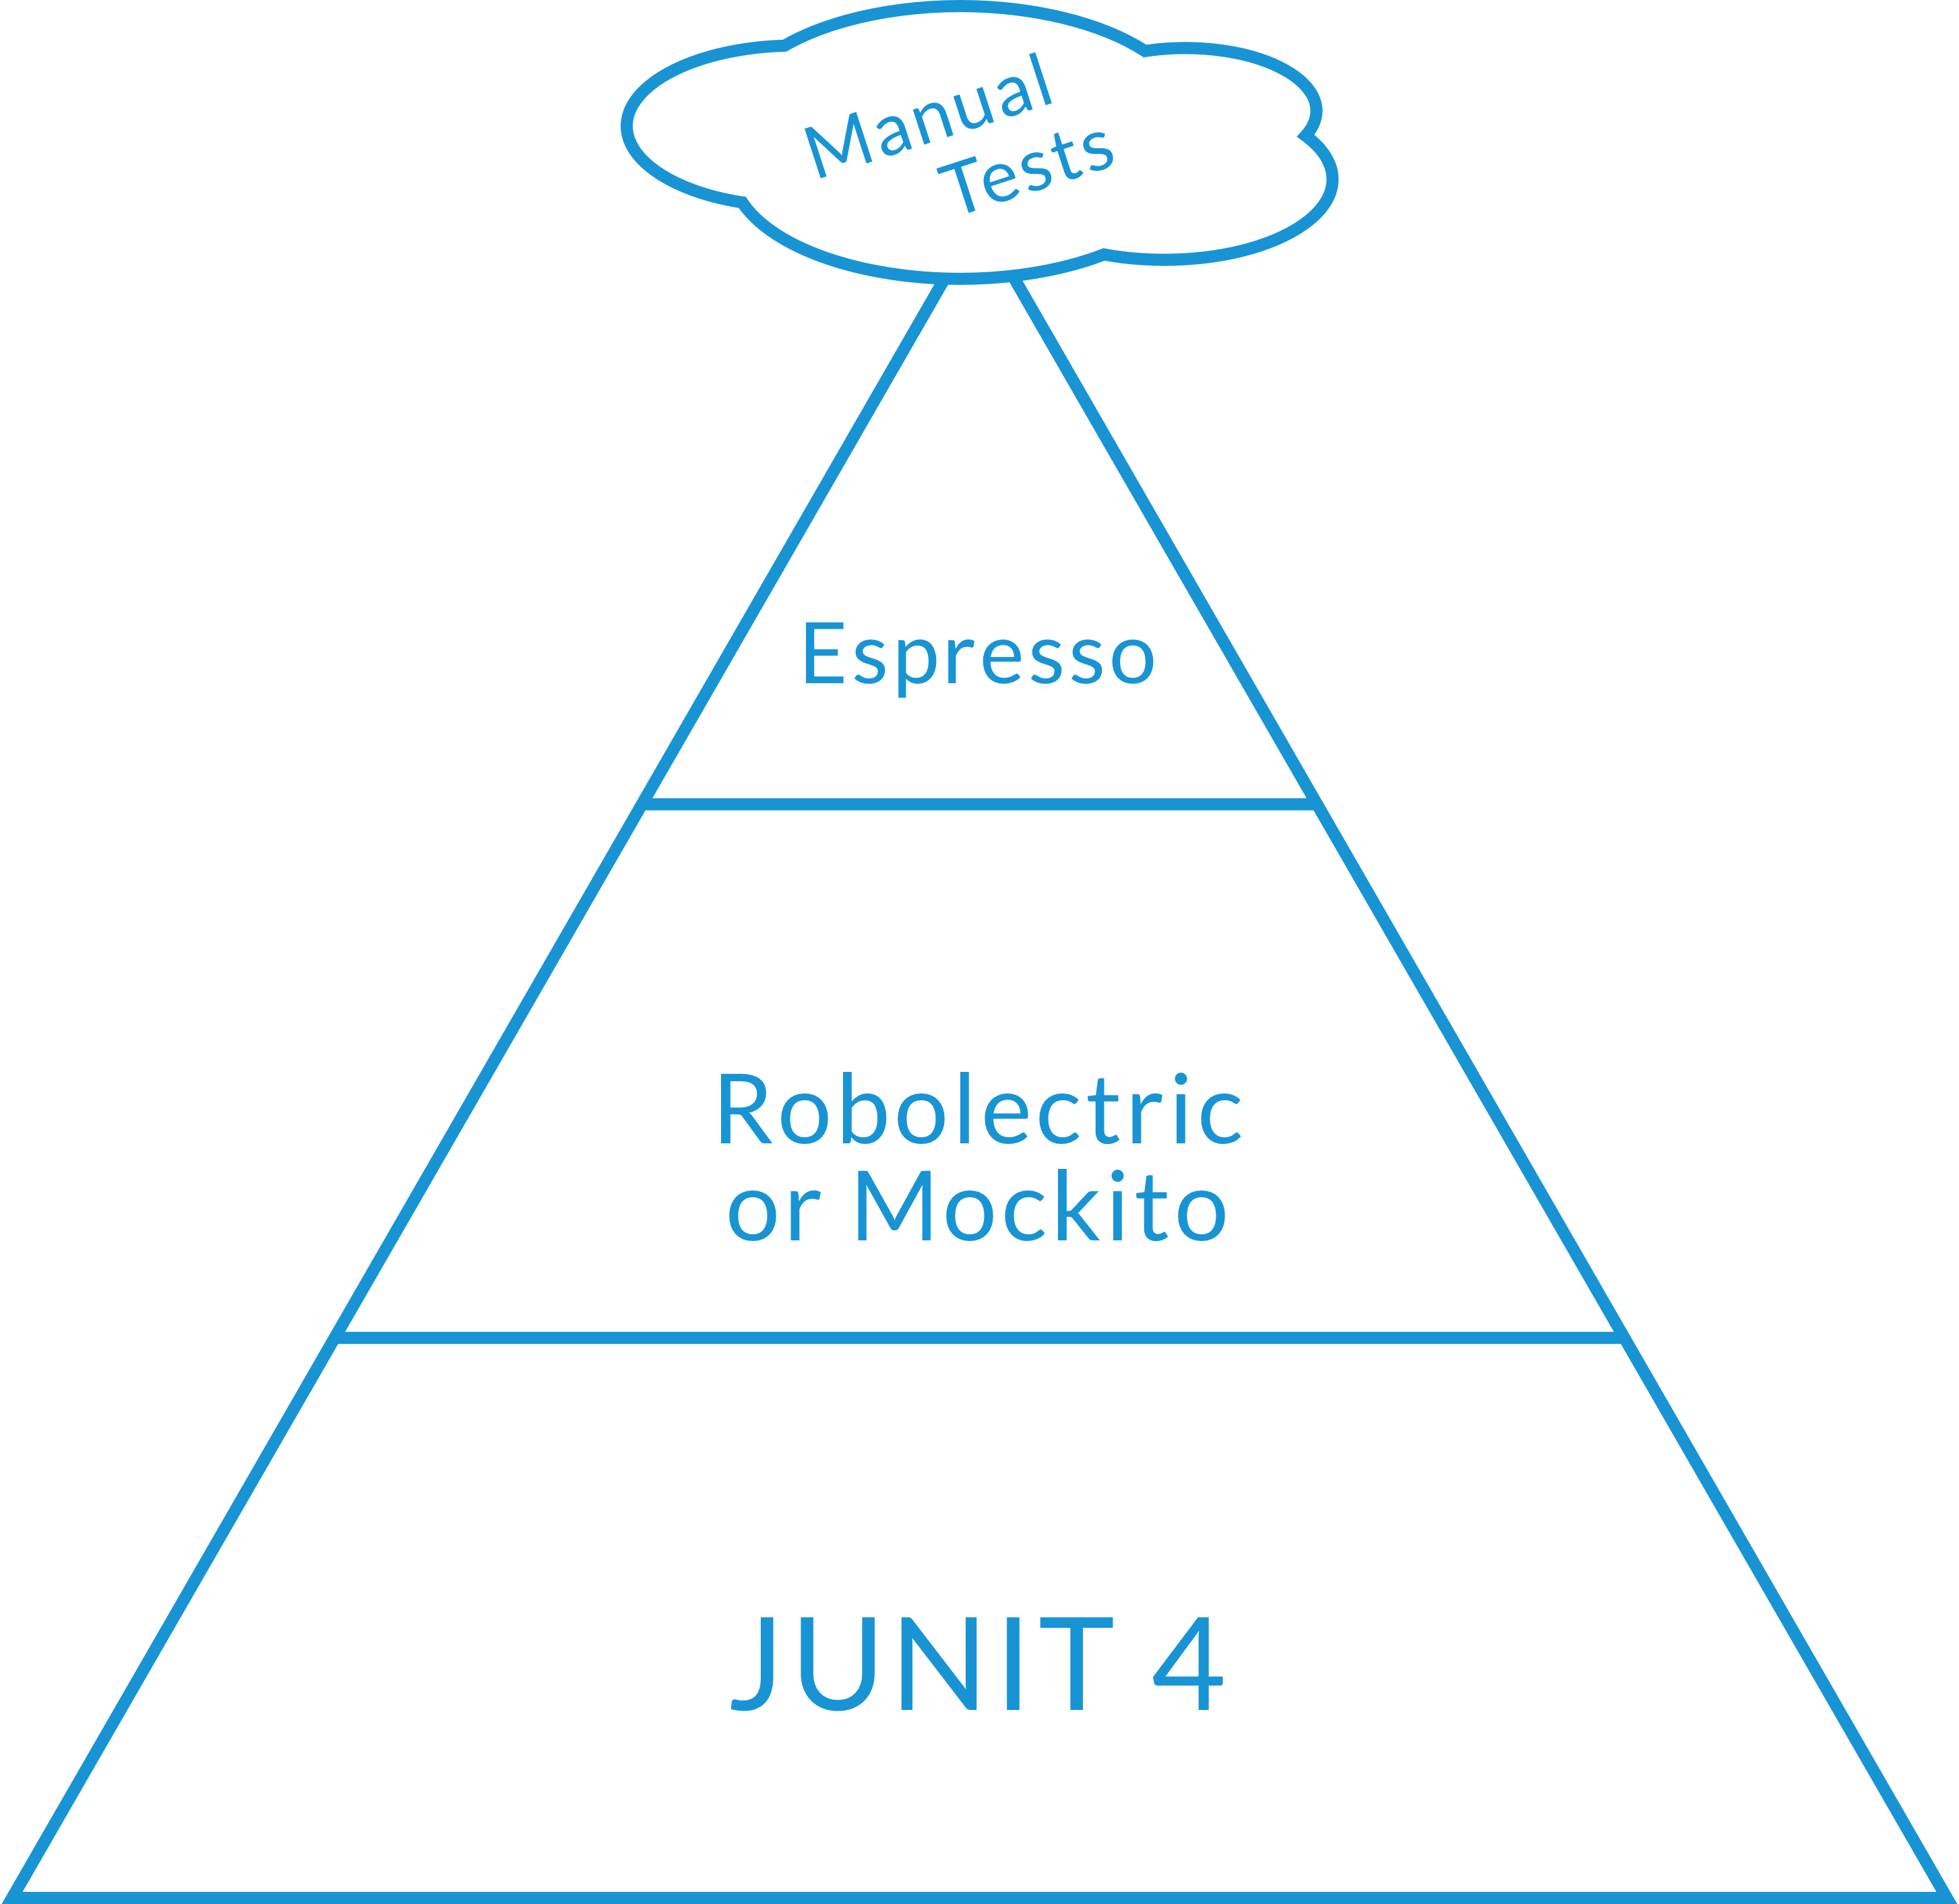 Manual
Tests
Espresso
Robolectric
or Mockito
JUNIT 4